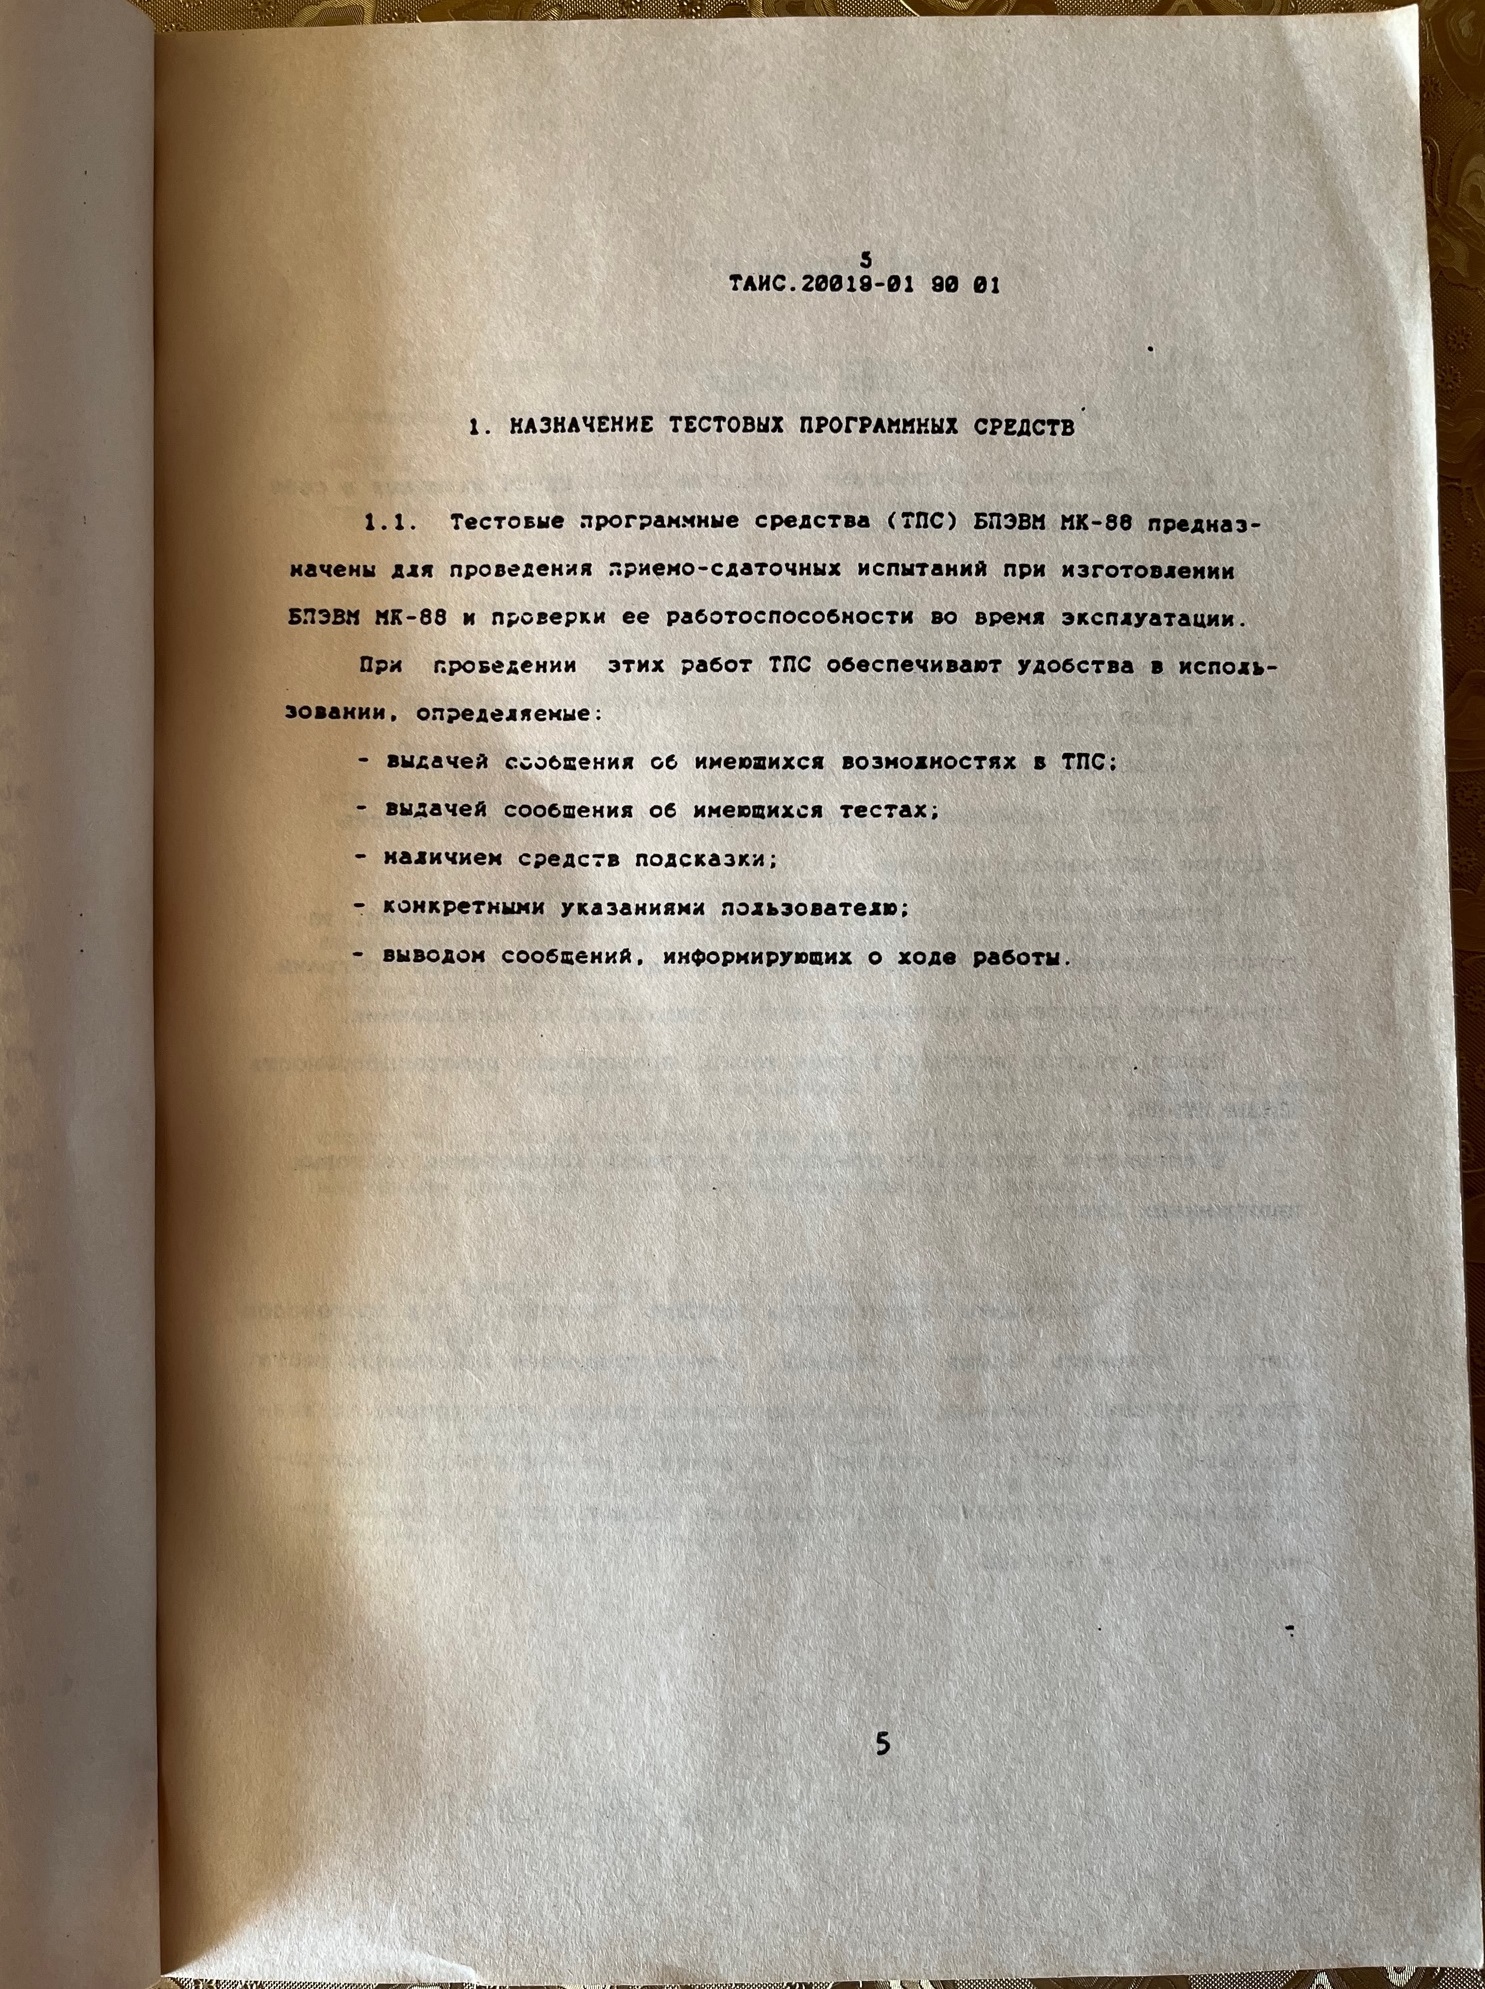 5
ТАИС.20019-01 90 01
1. НАЗНАЧЕНИЕ ТЕСТОВЫХ ПРОГРАММНЫХ СРЕДСТВ
1.1. Тестовые программные средства (ТПС) БПЭВМ МК-88 предназ-
начены для проведения приемо-сдаточных испытаний при изготовлении
БПЭВМ МК-88 и проверки ее работоспособности во время эксплуатации.
При проведении этих работ ТПС обеспечивают удобства в исполь-
зовании, определяемые:
- выдачей сообщения об имеющихся возможностях в ТПС;
- выдачей сообщения об имеющихся тестах;
- наличием средств подсказки;
- конкретными указаниями пользователю;
- выводом сообщений, информирующих о ходе работы.
5